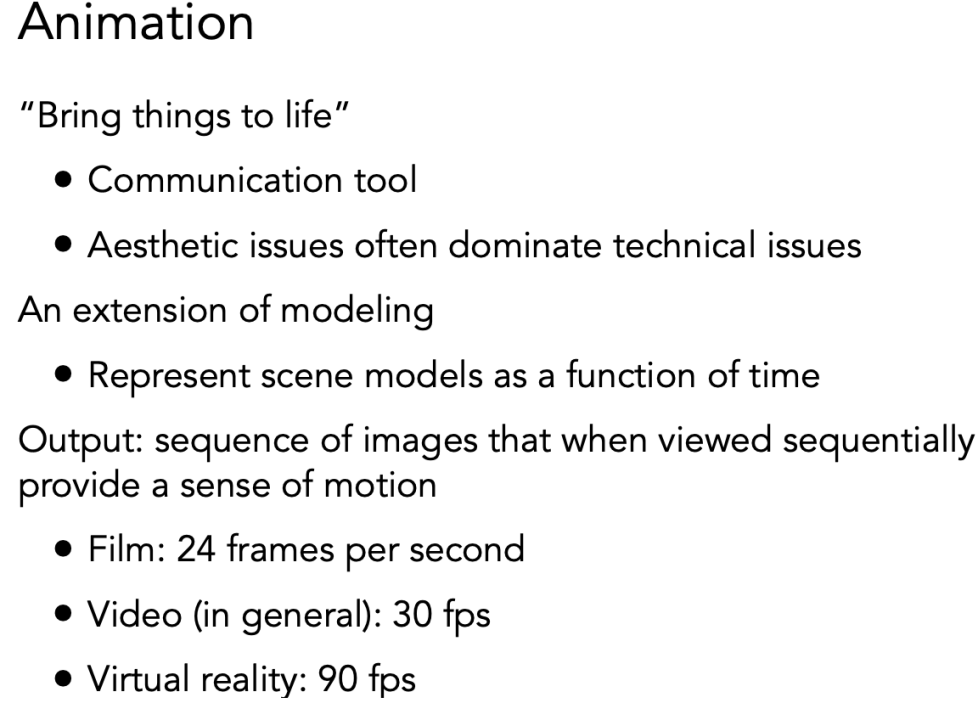 Animation
“Bring things to life”
• Communication tool
• Aesthetic issues often dominate technical issues
An extension of modeling
• Represent scene models as a function of time
Output: sequence of images that when viewed sequentially
provide a sense of motion
• Film: 24 frames per second
• Video (in general): 30 fps
• Virtual reality: 90 fps